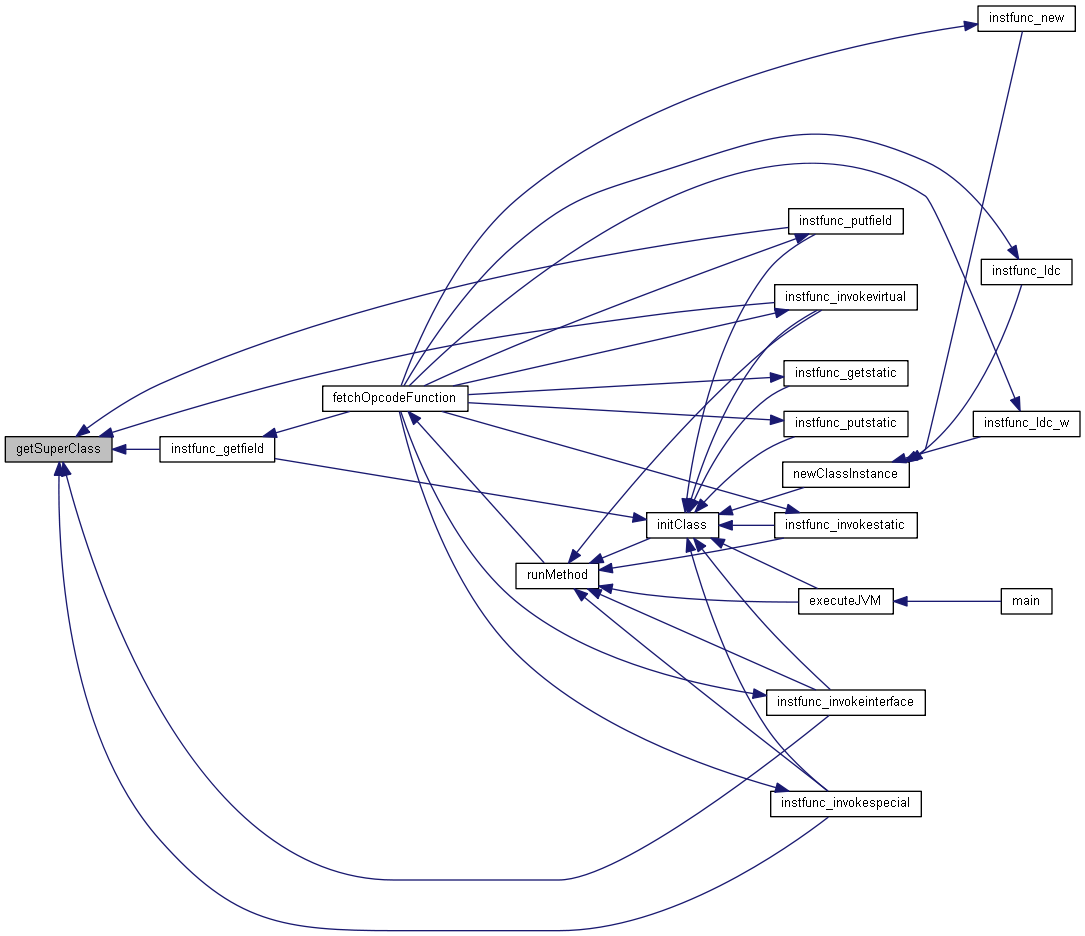 instfunc_new
instfunc_putfield
instfunc_ldc
instfunc_invokevirtual
instfunc_getstatic
fetchOpcodeFunction
instfunc_putstatic
instfunc_ldc_w
getSuperClass
instfunc_getfield
newClassInstance
initClass
instfunc_invokestatic
runMethod
executeJVM
main
instfunc_invokeinterface
instfunc_invokespecial